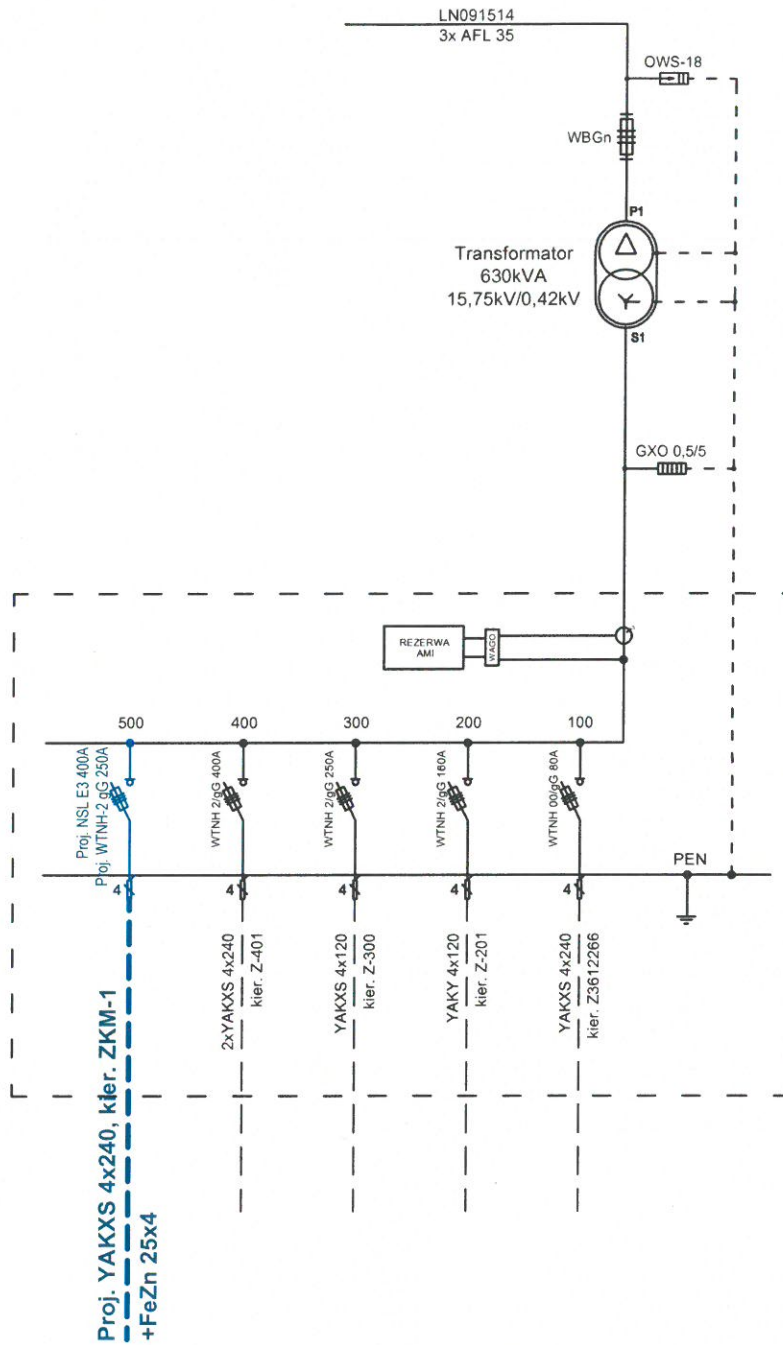 LN091514
3x AFL 35
OWS-18
WBGn
P1
Transformator
630kVA
15,75kV/0,42kV
S1
GXO 0,5/5
REZERWA
AMI
WAGO
500
400
300
200
100
Proj. NSL E3 400A
Proj. WTNH-2 gG 250A
WTNH 2/gG 400A
WTNH 2/gG 250A
WTNH 2/gG 160A
WTNH 00/gG 80A
4
4
4
4
4
PEN
Proj. YAKXS 4x240, kier. ZKM-1
+FeZn 25x4
2xYAKXS 4x240
kier. Z-401
YAKXS 4x120
kier. Z-300
YAKY 4x120
kier. Z-201
YAKXS 4x240
kier. Z3612266